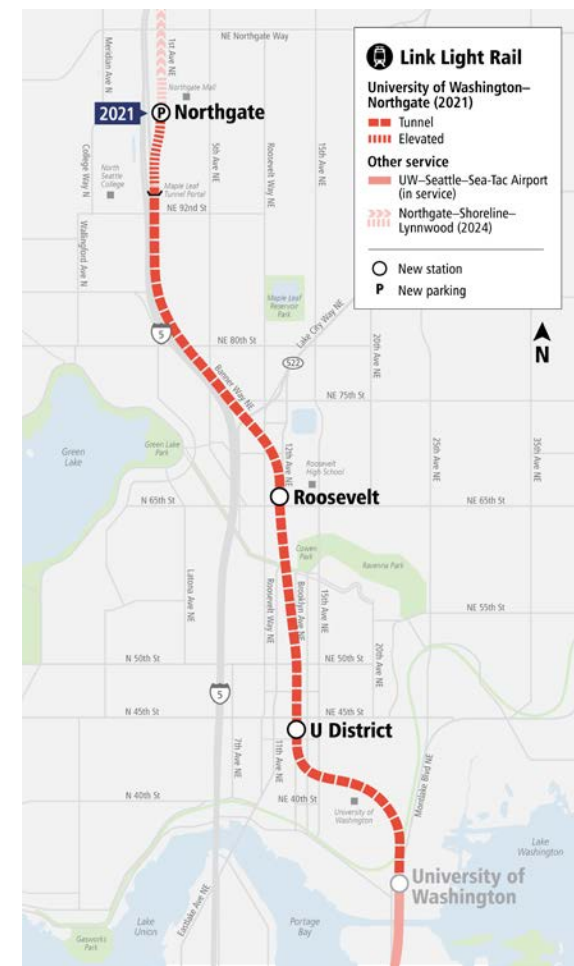 Link Light Rail
University of Washington–
Northgate (2021)
Tunnel
Elevated
Other service
UW–Seattle–Sea-Tac Airport
(in service)
Northgate–Shoreline–
Lynnwood (2024)
New station
P New parking
N
NE Northgate Way
Meridian Ave N
1st Ave NE
Northgate Mall
2021
P
Northgate
College Way N
North
Seattle
College
5th Ave NE
Roosevelt Way NE
15th Ave NE
Maple Leaf
Tunnel Portal
NE 92nd St
Wallingford Ave N
Maple Leaf
Reservoir
Park
Lake City Way NE
5
NE 80th St
522
20th Ave NE
25th Ave NE
35th Ave NE
Banner Way NE
NE 75th St
Green
Lake
Green Lake
Park
12th Ave NE
Roosevelt
High School
N 65th St
Roosevelt
NE 65th St
Cowen
Park
Ravenna Park
Latona Ave NE
Roosevelt Way NE
Brooklyn Ave NE
15th Ave NE
NE 55th St
20th Ave NE
N 50th St
NE 50th St
5
N 45th St
NE 45th St
U District
7th Ave NE
11th Ave NE
Montlake Blvd NE
N 40th St
NE 40th St
University of
Washington
Lake
Washington
University of
Washington
Eastlake Ave NE
Lake
Union
Portage
Bay
Gasworks
Park